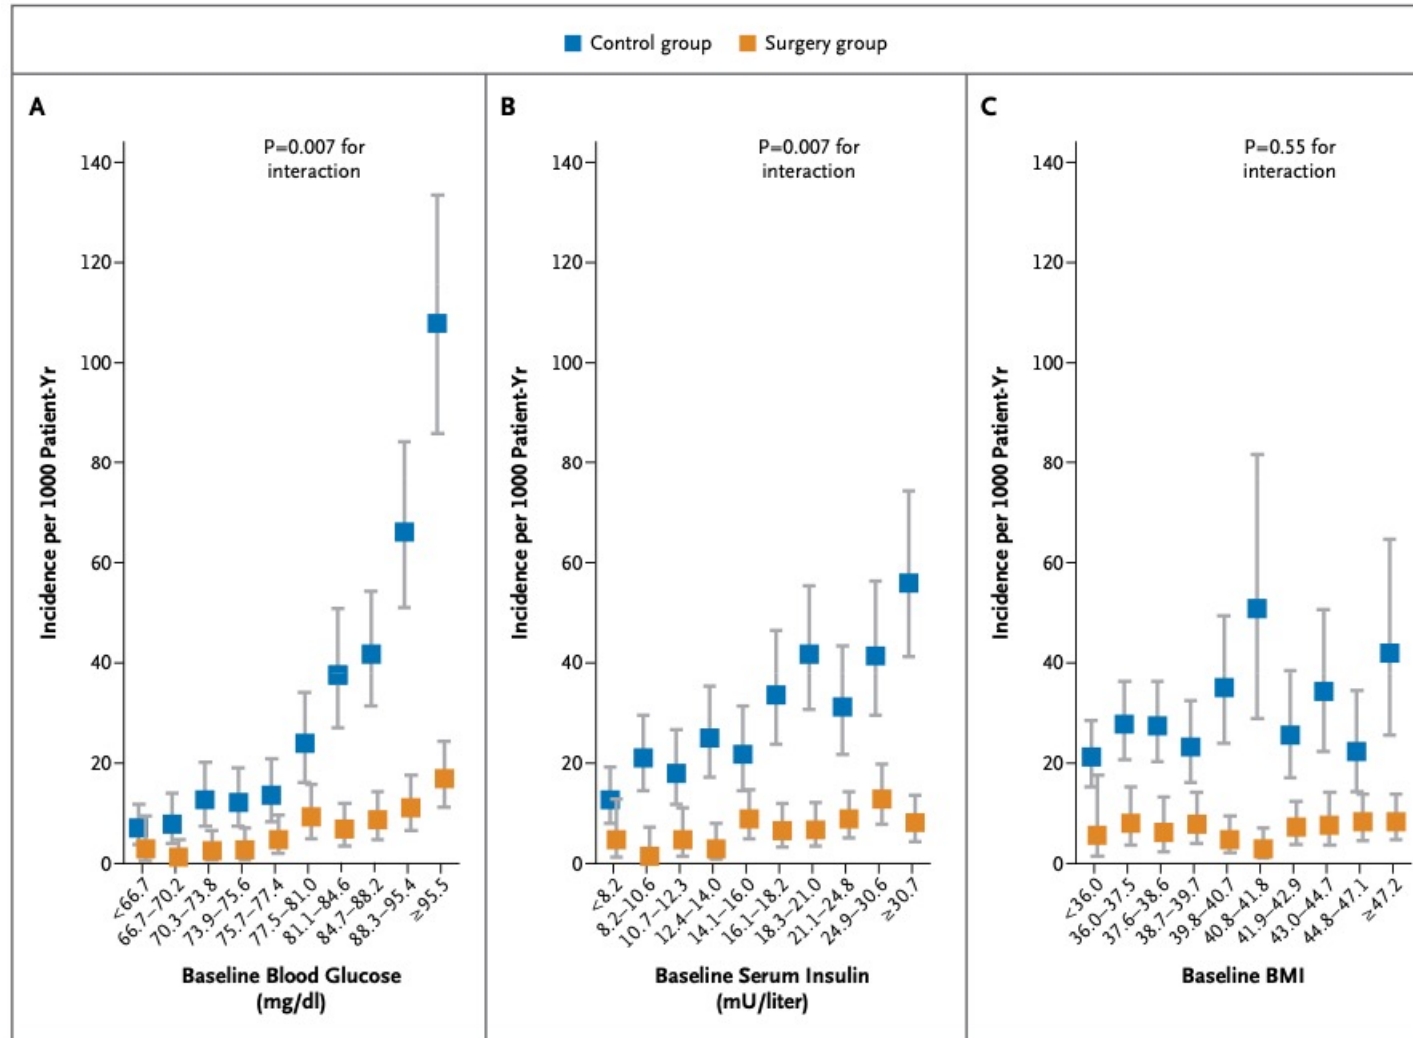 Control group
Surgery group
A
P=0.007 for
interaction
140
120
100
80
60
40
20
0
Incidence per 1000 Patient-Yr
<66.7
66.7–70.2
70.3–73.8
73.9–75.6
75.7–77.4
77.5–81.0
81.1–84.6
84.7–88.2
88.3–95.4
≥95.5
Baseline Blood Glucose
(mg/dl)
B
P=0.007 for
interaction
140
120
100
80
60
40
20
0
Incidence per 1000 Patient-Yr
<8.2
8.2–10.6
10.7–12.3
12.4–14.0
14.1–16.0
16.1–18.2
18.3–21.0
21.1–24.8
24.9–30.6
≥30.7
Baseline Serum Insulin
(mU/liter)
C
P=0.55 for
interaction
140
120
100
80
60
40
20
0
Incidence per 1000 Patient-Yr
<36.0
36.0–37.5
37.6–38.6
38.7–39.7
39.8–40.7
40.8–41.8
41.9–42.9
43.0–44.7
44.8–47.1
≥47.2
Baseline BMI